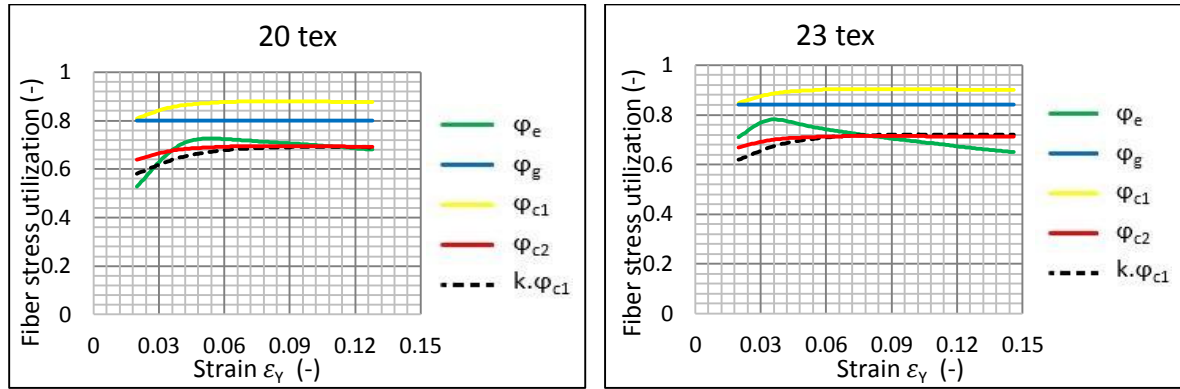 20 tex
Fiber stress utilization (-)
1
0.8
0.6
0.4
0.2
0
0 0.03 0.06 0.09 0.12 0.15
Strain εY (-)
φe
φg
φc1
φc2
k.φc1
23 tex
Fiber stress utilization (-)
1
0.8
0.6
0.4
0.2
0
0 0.03 0.06 0.09 0.12 0.15
Strain εY (-)
φe
φg
φc1
φc2
k.φc1